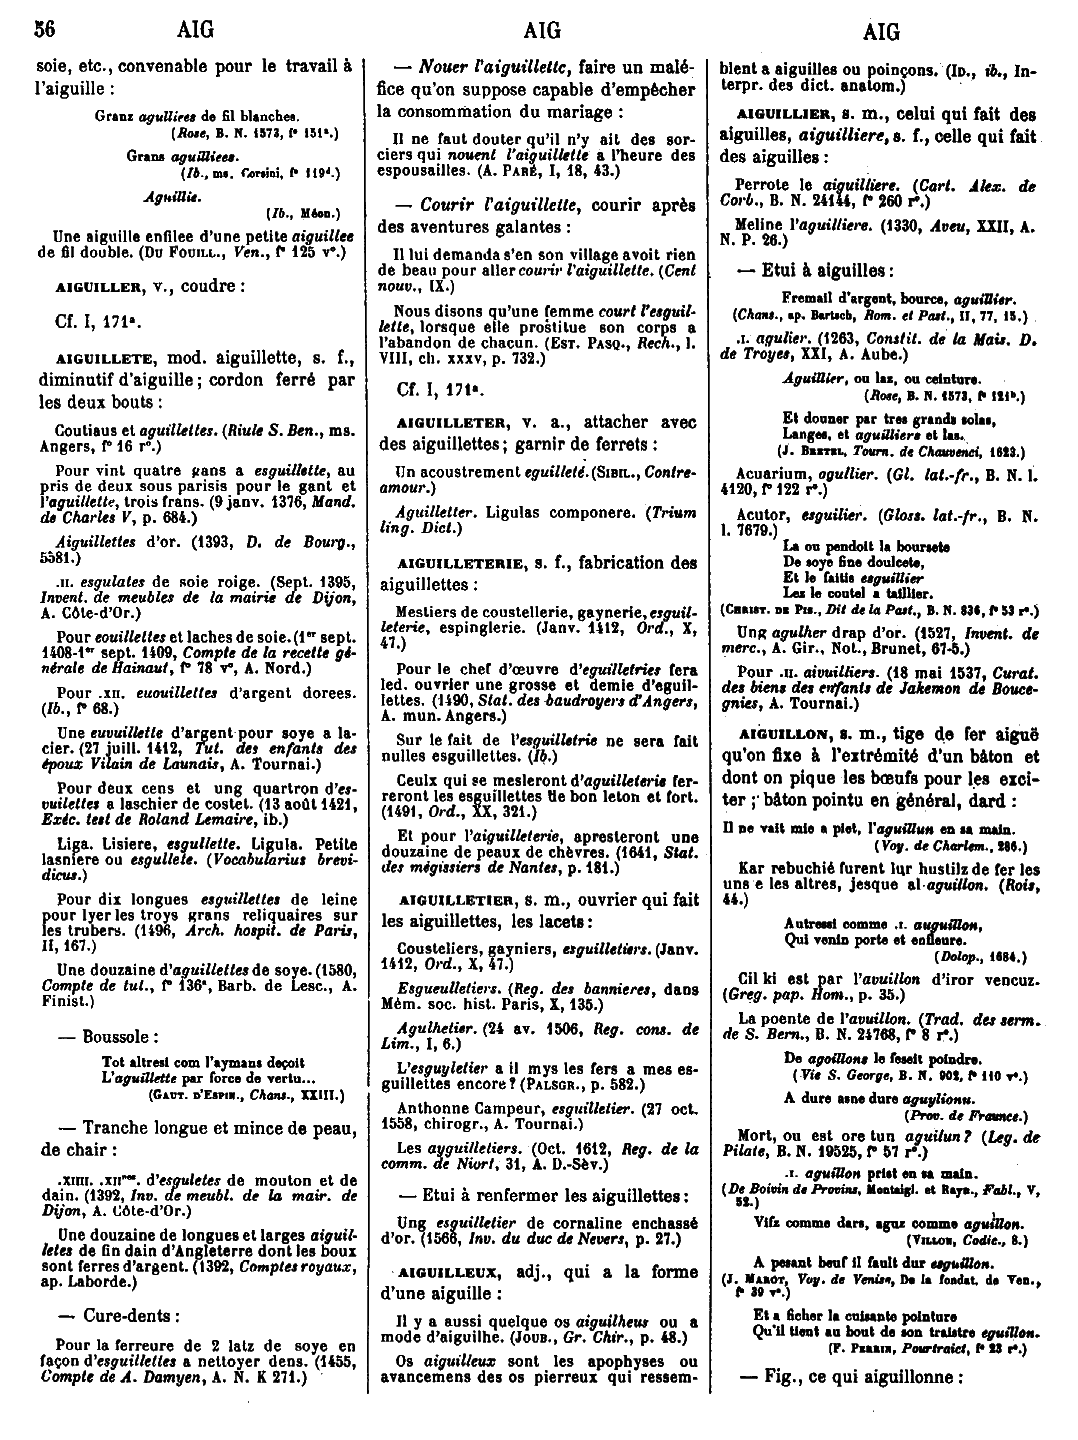 56 AIG AIG AIG
soie, etc., convenable pour le travail à
l'aiguille :
Granz agullires de fil blanches.
(Rose, B. N. 1573, f° 151ª.)
Grans aguilliees.
(Ib., ms. Corsini, f° 119ᵈ.)
Aguillie.
(Ib., Méon.)
Une aiguille enfilee d'une petite aiguillee
de fil double. (DU FOUILL., Ven., f° 125 v°.)
AIGUILLER, v., coudre :
Cf. I, 171ª.
AIGUILLETE, mod. aiguillette, s. f.,
diminutif d'aiguille ; cordon ferré par
les deux bouts :
Coutiaus et aguillettes. (Riule S. Ben., ms.
Angers, f° 16 r°.)
Pour vint quatre gans a esguillette, au
pris de deux sous parisis pour le gant et
l'aguillette, trois frans. (9 janv. 1376, Mand.
de Charles V, p. 684.)
Aiguillettes d'or. (1393, D. de Bourg.,
5581.)
.II. esgulates de soie roige. (Sept. 1395,
Invent. de meubles de la mairie de Dijon,
A. Côte-d'Or.)
Pour eouillettes et laches de soie. (1er sept.
1408-1er sept. 1409, Compte de la recette gé-
nérale de Hainaut, f° 78 v°, A. Nord.)
Pour .XII. euouillettes d'argent dorees.
(Ib., f° 68.)
Une euvuillette d'argent pour soye a la-
cier. (27 juill. 1412, Tut. des enfants des
époux Vilain de Launais, A. Tournai.)
Pour deux cens et ung quartron d'es-
vuilettes a laschier de costet. (13 août 1421,
Exéc. test de Roland Lemaire, ib.)
Liga. Lisiere, esgullette. Ligula. Petite
lasniere ou esgullete. (Vocabularius brevi-
dicus.)
Pour dix longues esguillettes de leine
pour lyer les troys grans reliquaires sur
les trubers. (1496, Arch. hospit. de Paris,
II, 167.)
Une douzaine d'aguillettes de soye. (1580,
Compte de tut., f° 136ª, Barb. de Lesc., A.
Finist.)
— Boussole :
Tot altresi com l'aymans deçoit
L'aguillette par force de vertu...
(GAUT. D'ESPIN., Chans., XXIII.)
— Tranche longue et mince de peau,
de chair :
.XIIII. .XIIne. d'esguletes de mouton et de
dain. (1392, Inv. de meubl. de la mair. de
Dijon, A. Côte-d'Or.)
Une douzaine de longues et larges aiguil-
letes de fin dain d'Angleterre dont les boux
sont ferres d'argent. (1392, Comptes royaux,
ap. Laborde.)
— Cure-dents :
Pour la ferreure de 2 latz de soye en
façon d'esguillettes a nettoyer dens. (1455,
Compte de A. Damyen, A. N. K 271.)
— Nouer l'aiguillette, faire un malé-
fice qu'on suppose capable d'empêcher
la consommation du mariage :
Il ne faut douter qu'il n'y ait des sor-
ciers qui nouent l'aiguillette a l'heure des
espousailles. (A. PARÉ, I, 18, 43.)
— Courir l'aiguillette, courir après
des aventures galantes :
Il lui demanda s'en son village avoit rien
de beau pour aller courir l'aiguillette. (Cent
nouv., IX.)
Nous disons qu'une femme court l'esguil-
lette, lorsque elle prostitue son corps a
l'abandon de chacun. (EST. PASQ., Rech., l.
VIII, ch. XXXV, p. 732.)
Cf. I, 171ª.
AIGUILLETER, v. a., attacher avec
des aiguillettes ; garnir de ferrets :
Un acoustrement eguilleté. (SIBIL., Contre-
amour.)
Aguilletter. Ligulas componere. (Trium
ling. Dict.)
AIGUILLETERIE, s. f., fabrication des
aiguillettes :
Mestiers de coustellerie, gaynerie, esguil-
leterie, espinglerie. (Janv. 1412, Ord., X,
47.)
Pour le chef d'œuvre d'eguilletries fera
led. ouvrier une grosse et demie d'eguil-
lettes. (1490, Stat. des baudroyers d'Angers,
A. mun. Angers.)
Sur le fait de l'esguilletrie ne sera fait
nulles esguillettes. (Ib.)
Ceulx qui se mesleront d'aguilleterie fer-
reront les esguillettes de bon leton et fort.
(1491, Ord., XX, 321.)
Et pour l'aiguilleterie, apresteront une
douzaine de peaux de chèvres. (1641, Stat.
des mégissiers de Nantes, p. 181.)
AIGUILLETIER, s. m., ouvrier qui fait
les aiguillettes, les lacets :
Cousteliers, gayniers, esguilletiers. (Janv.
1412, Ord., X, 47.)
Esgueulletiers. (Reg. des bannieres, dans
Mém. soc. hist. Paris, X, 135.)
Agulhetier. (24 av. 1506, Reg. cons. de
Lim., I, 6.)
L'esguyletier a il mys les fers a mes es-
guillettes encore ? (PALSGR., p. 582.)
Anthonne Campeur, esguilletier. (27 oct.
1558, chirogr., A. Tournai.)
Les ayguilletiers. (Oct. 1612, Reg. de la
comm. de Niort, 31, A. D.-Sèv.)
— Etui à renfermer les aiguillettes :
Ung esguilletier de cornaline enchassé
d'or. (1566, Inv. du duc de Nevers, p. 27.)
AIGUILLEUX, adj., qui a la forme
d'une aiguille :
Il y a aussi quelque os aiguilheus ou a
mode d'aiguilhe. (JOUB., Gr. Chir., p. 48.)
Os aiguilleux sont les apophyses ou
avancemens des os pierreux qui ressem-
blent a aiguilles ou poinçons. (ID., ib., In-
terpr. des dict. anatom.)
AIGUILLIER, s. m., celui qui fait des
aiguilles, aiguilliere, s. f., celle qui fait
des aiguilles :
Perrote le aiguilliere. (Cart. Alex. de
Corb., B. N. 24144, f° 260 r°.)
Meline l'aguilliere. (1330, Aveu, XXII, A.
N. P. 26.)
— Etui à aiguilles :
Fremail d'argent, bource, aguillier.
(Chans., ap. Bartsch, Rom. et Past., II, 77, 15.)
.I. agulier. (1263, Constit. de la Mais. D.
de Troyes, XXI, A. Aube.)
Aguillier, ou laz, ou ceinture.
(Rose, B. N. 1573, f° 121ᵇ.)
Et donner par tres grands solas,
Langes, et aguilliers et las.
(J. BRETEL, Tourn. de Chauvenci, 1623.)
Acuarium, agullier. (Gl. lat.-fr., B. N. l.
4120, f° 122 r°.)
Acutor, esguilier. (Gloss. lat.-fr., B. N.
l. 7679.)
La ou pendoit la boursete
De soye fine doulcete,
Et le faitis esguillier
Les le coutel a taillier.
(CHRIST. DE PIS., Dit de la Past., B. N. 836, f° 53 r°.)
Ung agulher drap d'or. (1527, Invent. de
merc., A. Gir., Not., Brunet, 67-5.)
Pour .II. aivuilliers. (18 mai 1537, Curat.
des biens des enfants de Jakemon de Bouce-
gnies, A. Tournai.)
AIGUILLON, s. m., tige de fer aiguë
qu'on fixe à l'extrémité d'un bâton et
dont on pique les bœufs pour les exci-
ter ; bâton pointu en général, dard :
Il ne vait mie a piet, l'aguillun en sa main.
(Voy. de Charlem., 286.)
Kar rebuchié furent lur hustilz de fer les
uns e les altres, jesque al aguillon. (Rois,
44.)
Autressi comme .I. auguillon,
Qui venin porte et enfleure.
(Dolop., 1684.)
Cil ki est par l'avuillon d'iror vencuz.
(Greg. pap. Hom., p. 35.)
La poente de l'avuillon. (Trad. des serm.
de S. Bern., B. N. 24768, f° 8 r°.)
De agoillons le feseit poindre.
(Vie S. George, B. N. 902, f° 110 v°.)
A dure asne dure aguylionu.
(Prov. de Fraunce.)
Mort, ou est ore tun aguilun ? (Leg. de
Pilate, B. N. 19525, f° 57 r°.)
.I. aguillon prist en sa main.
(De Boivin de Provins, Montaigl. et Rayn., Fabl., V,
52.)
Vifz comme dars, aguz comme aguillon.
(VILLON, Codic., 8.)
A pesant beuf il fault dur esguillon.
(J. MAROT, Voy. de Venise, De la fondat. de Ven.,
f° 39 v°.)
Et a ficher la cuisante pointure
Qu'il tient au bout de son traistre eguillon.
(F. PERRIN, Pourtraict, f° 23 r°.)
— Fig., ce qui aiguillonne :